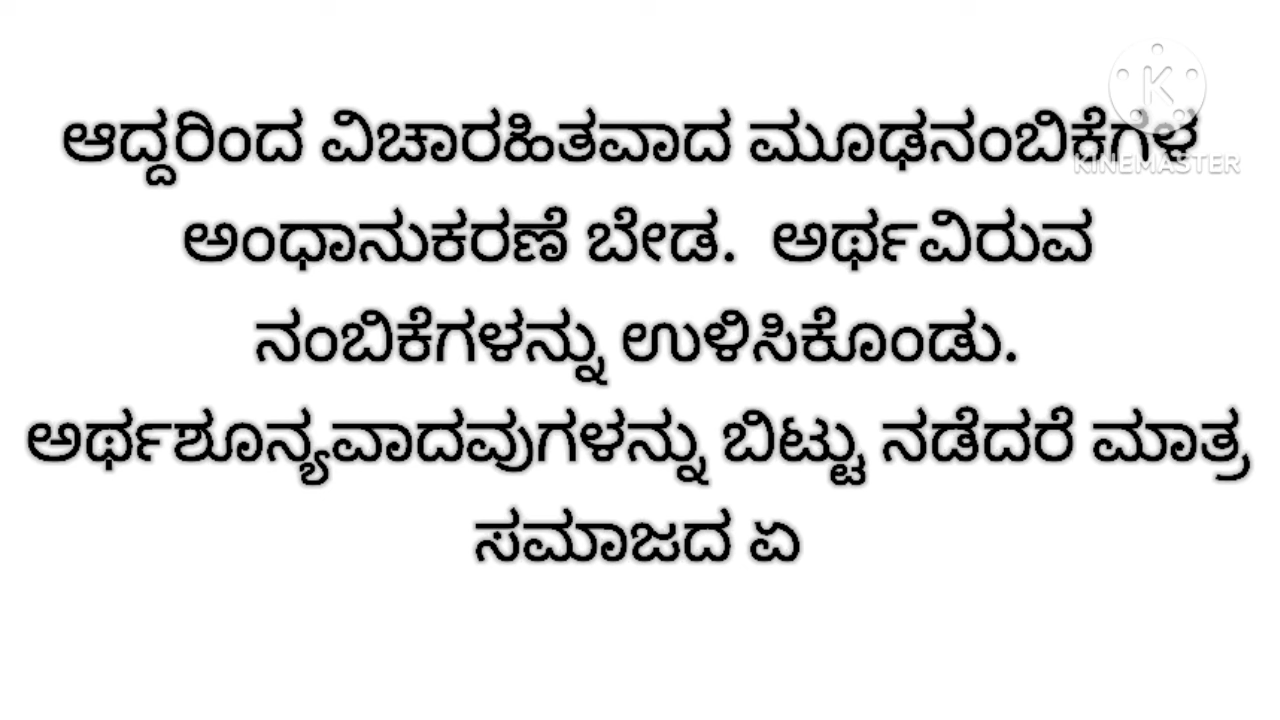 ಆದ್ದರಿಂದ ವಿಚಾರಹಿತವಾದ ಮೂಢನಂಬಿಕೆಗಳ
KINEMASTER
ಅಂಧಾನುಕರಣೆ ಬೇಡ. ಅರ್ಥವಿರುವ
ನಂಬಿಕೆಗಳನ್ನು ಉಳಿಸಿಕೊಂಡು.
ಅರ್ಥಶೂನ್ಯವಾದವುಗಳನ್ನು ಬಿಟ್ಟು ನಡೆದರೆ ಮಾತ್ರ
ಸಮಾಜದ ಏ